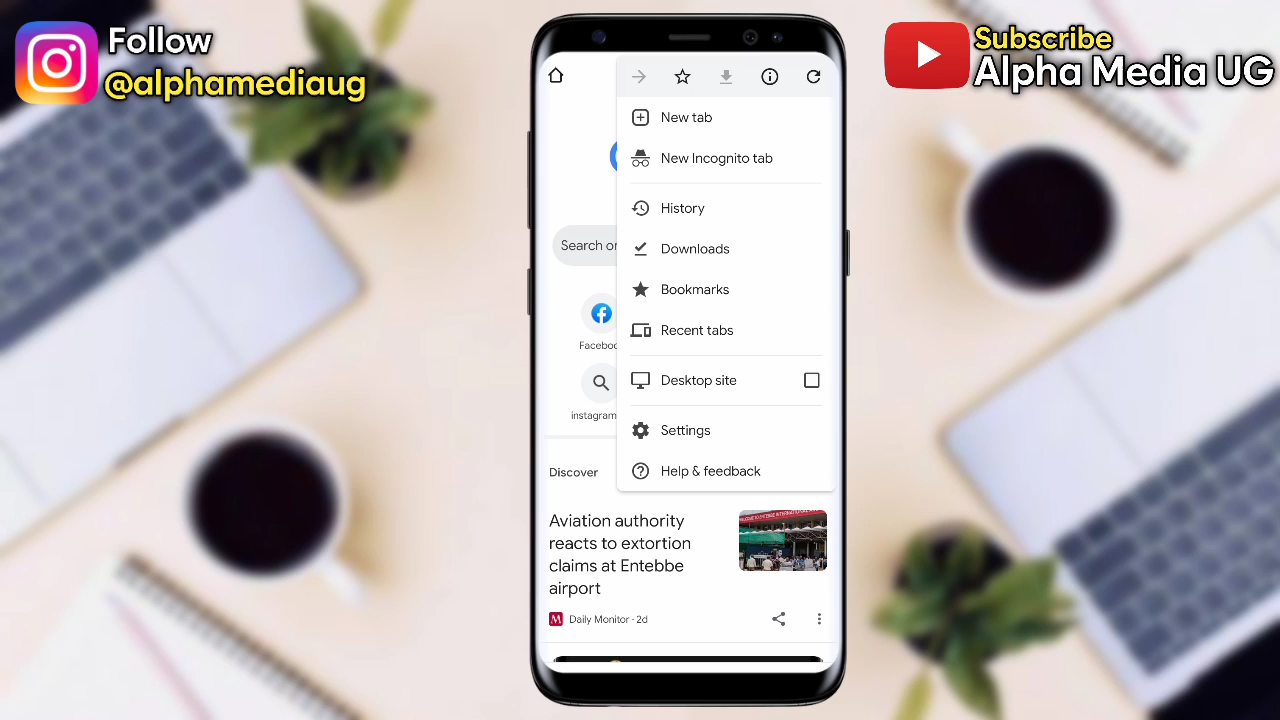 Follow
@alphamediaug
Subscribe
Alpha Media UG
New tab
New Incognito tab
History
Downloads
Bookmarks
Recent tabs
Desktop site
Settings
Help & feedback
Search or
Faceboo
instagram
Discover
Aviation authority
reacts to extortion
claims at Entebbe
airport
Daily Monitor · 2d